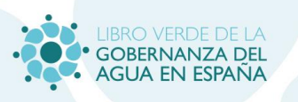 LIBRO VERDE DE LA
GOBERNANZA DEL
AGUA EN ESPAÑA